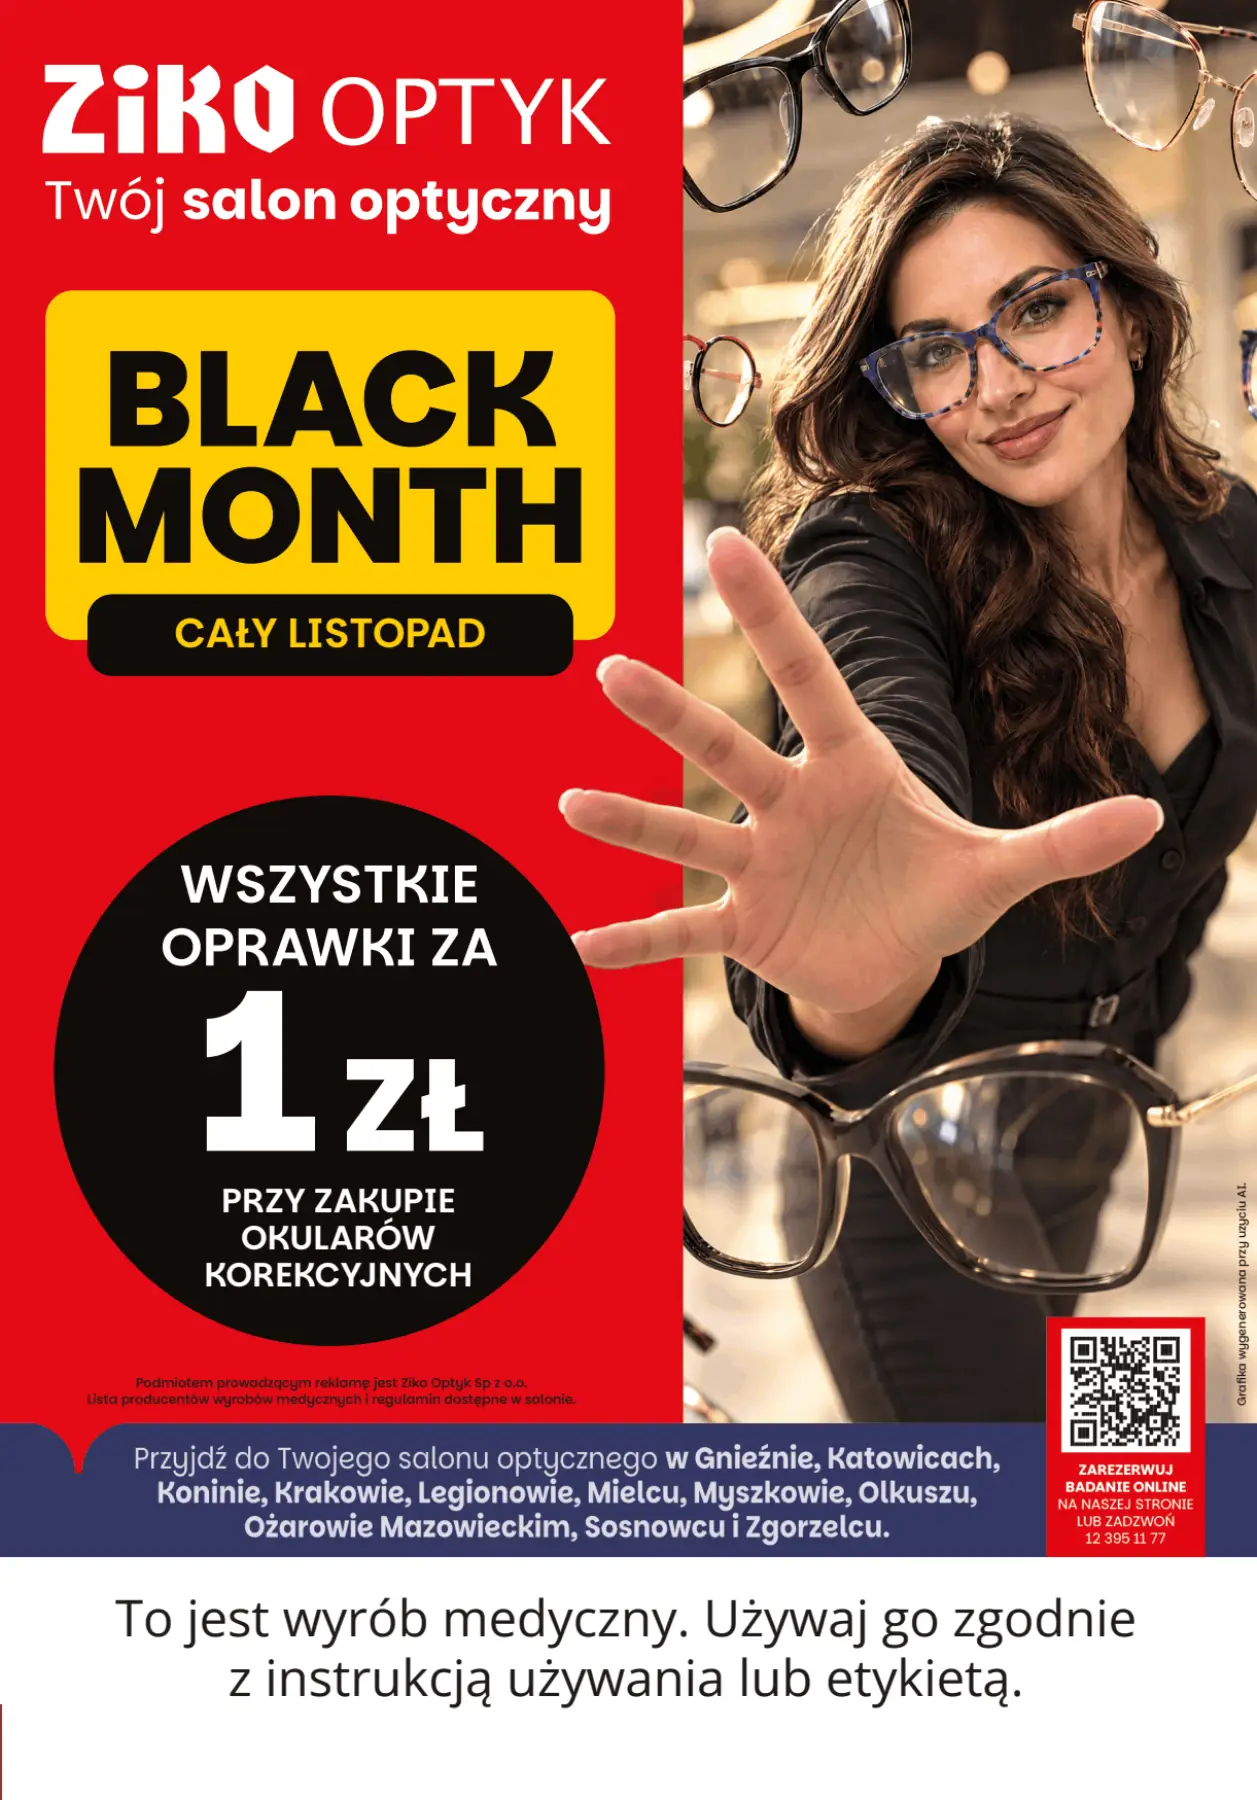 ZiKO OPTYK
Twój salon optyczny
BLACK
MONTH
CAŁY LISTOPAD
WSZYSTKIE
OPRAWKI ZA
1 ZŁ
PRZY ZAKUPIE
OKULARÓW
KOREKCYJNYCH
Podmiotem prowadzącym reklamę jest Ziko Optyk Sp z o.o.
Lista producentów wyrobów medycznych i regulamin dostępne w salonie.
Grafika wygenerowana przy użyciu AI.
Przyjdź do Twojego salonu optycznego w Gnieźnie, Katowicach,
Koninie, Krakowie, Legionowie, Mielcu, Myszkowie, Olkuszu,
Ożarowie Mazowieckim, Sosnowcu i Zgorzelcu.
ZAREZERWUJ
BADANIE ONLINE
NA NASZEJ STRONIE
LUB ZADZWOŃ
12 395 11 77
To jest wyrób medyczny. Używaj go zgodnie
z instrukcją używania lub etykietą.